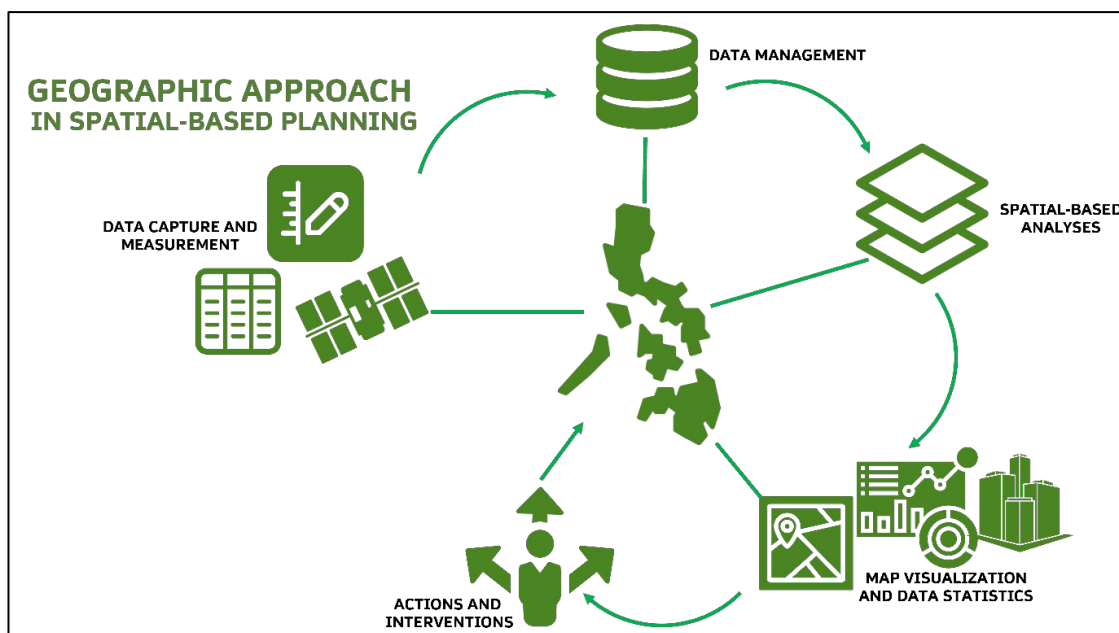 GEOGRAPHIC APPROACH
IN SPATIAL-BASED PLANNING
DATA MANAGEMENT
DATA CAPTURE AND
MEASUREMENT
SPATIAL-BASED
ANALYSES
MAP VISUALIZATION
AND DATA STATISTICS
ACTIONS AND
INTERVENTIONS